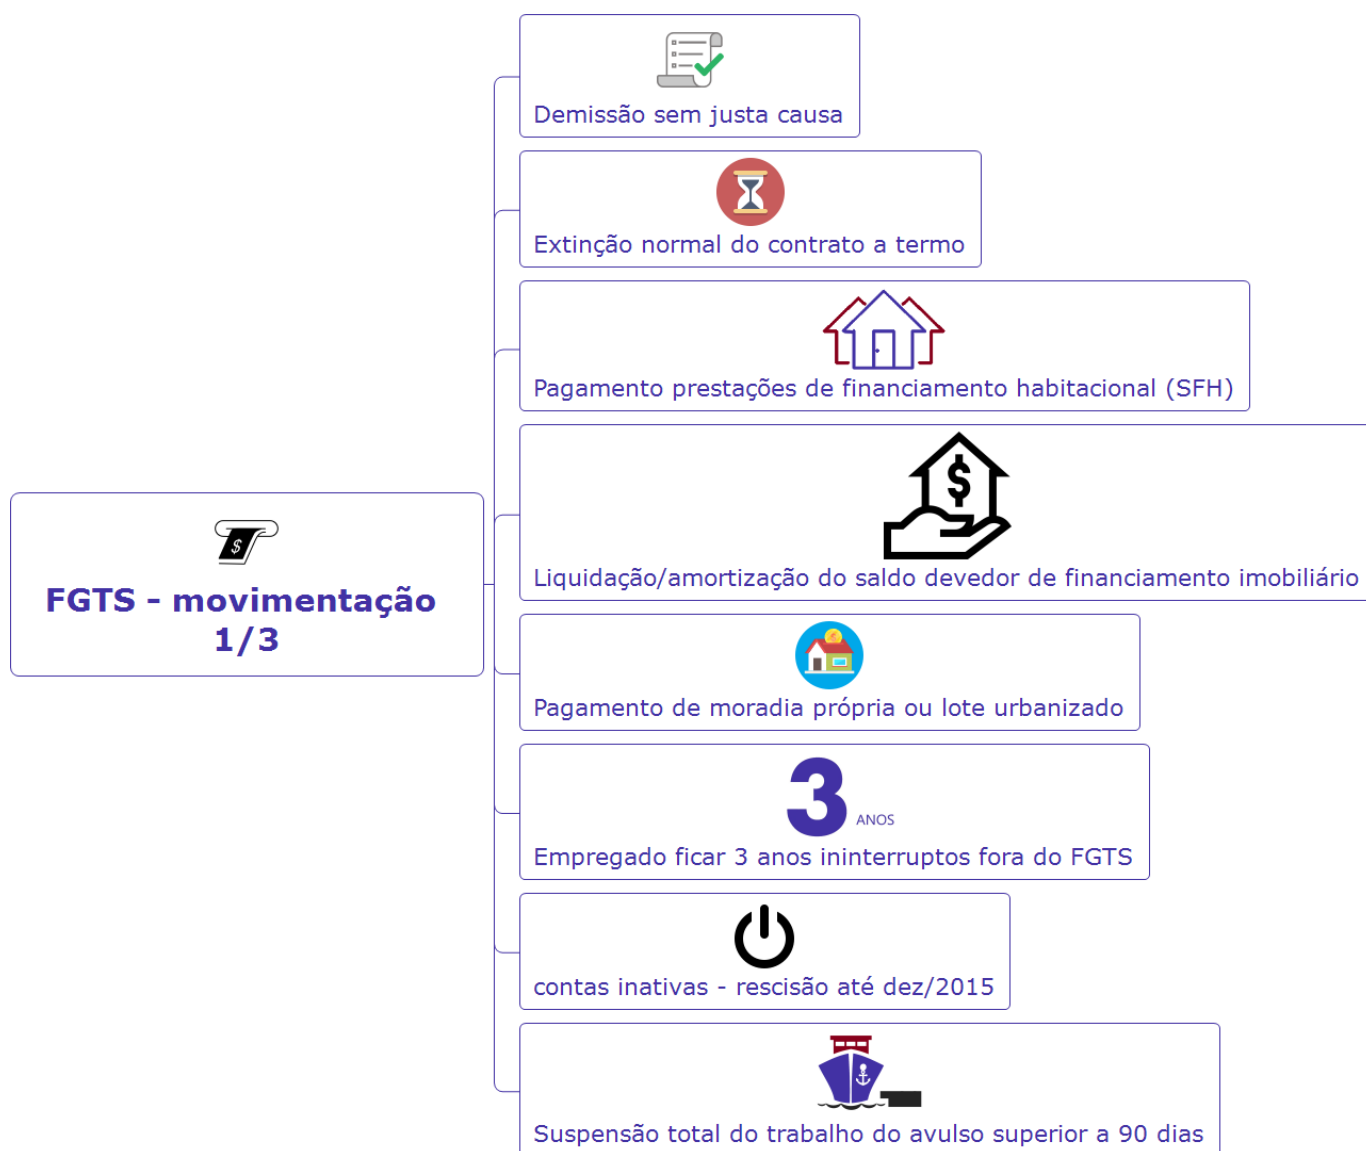 Demissão sem justa causa
Extinção normal do contrato a termo
Pagamento prestações de financiamento habitacional (SFH)
$
Liquidação/amortização do saldo devedor de financiamento imobiliário
$
FGTS - movimentação
1/3
Pagamento de moradia própria ou lote urbanizado
3 ANOS
Empregado ficar 3 anos ininterruptos fora do FGTS
contas inativas - rescisão até dez/2015
Suspensão total do trabalho do avulso superior a 90 dias